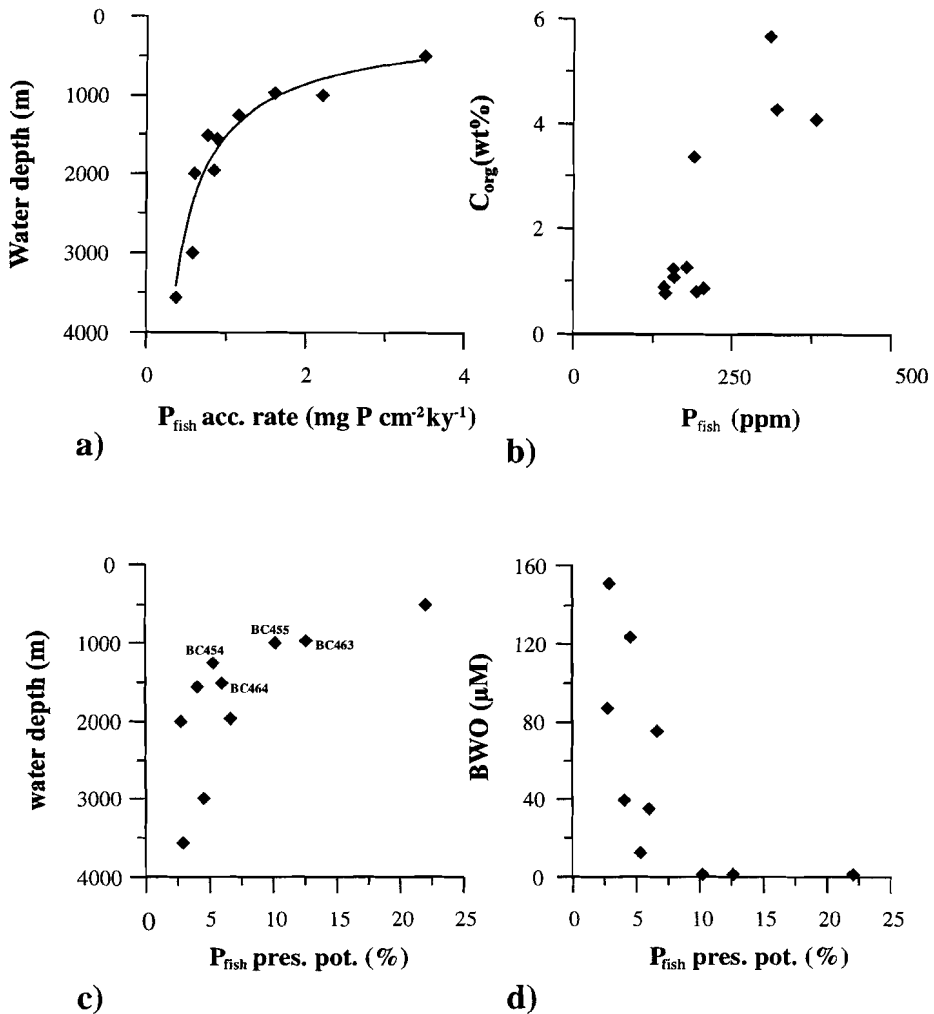 0
1000
2000
3000
4000
Water depth (m)
0 2 4
P_fish acc. rate (mg P cm⁻²ky⁻¹)
a)
6
4
2
0
C_org(wt%)
0 250 500
P_fish (ppm)
b)
0
1000
2000
3000
4000
water depth (m)
BC455
BC463
BC454
BC464
0 5 10 15 20 25
P_fish pres. pot. (%)
c)
160
120
80
40
0
BWO (µM)
0 5 10 15 20 25
P_fish pres. pot. (%)
d)